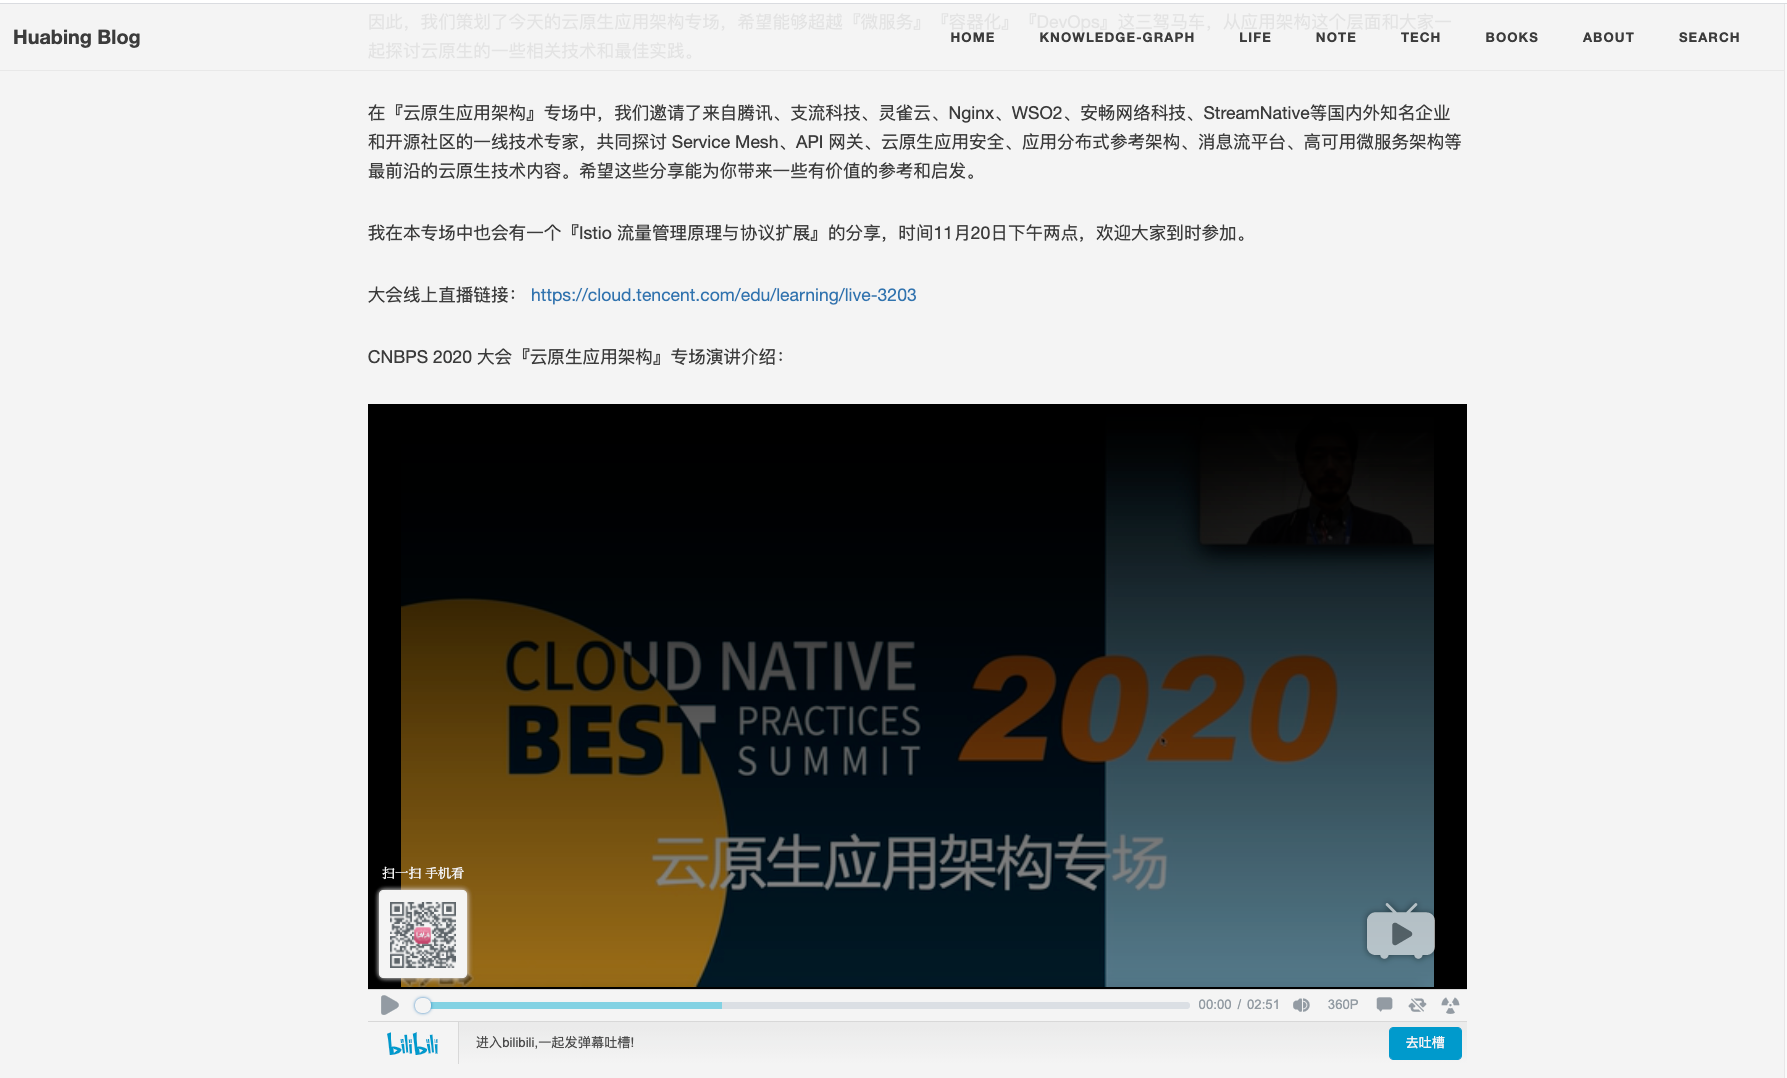 因此，我们策划了今天的云原生应用架构专场，希望能够超越『微服务』『容器化』『DevOps』这三驾马车，从应用架构这个层面和大家一
起探讨云原生的一些相关技术和最佳实践。
Huabing Blog
HOME KNOWLEDGE-GRAPH LIFE NOTE TECH BOOKS ABOUT SEARCH
在『云原生应用架构』专场中，我们邀请了来自腾讯、支流科技、灵雀云、Nginx、WSO2、安畅网络科技、StreamNative等国内外知名企业
和开源社区的一线技术专家，共同探讨 Service Mesh、API 网关、云原生应用安全、应用分布式参考架构、消息流平台、高可用微服务架构等
最前沿的云原生技术内容。希望这些分享能为你带来一些有价值的参考和启发。
我在本专场中也会有一个『Istio 流量管理原理与协议扩展』的分享，时间11月20日下午两点，欢迎大家到时参加。
大会线上直播链接： https://cloud.tencent.com/edu/learning/live-3203
CNBPS 2020 大会『云原生应用架构』专场演讲介绍：
CLOUD NATIVE
BEST PRACTICES
SUMMIT
2020
云原生应用架构专场
扫一扫 手机看
00:00 / 02:51 360P
bilibili 进入bilibili,一起发弹幕吐槽! 去吐槽